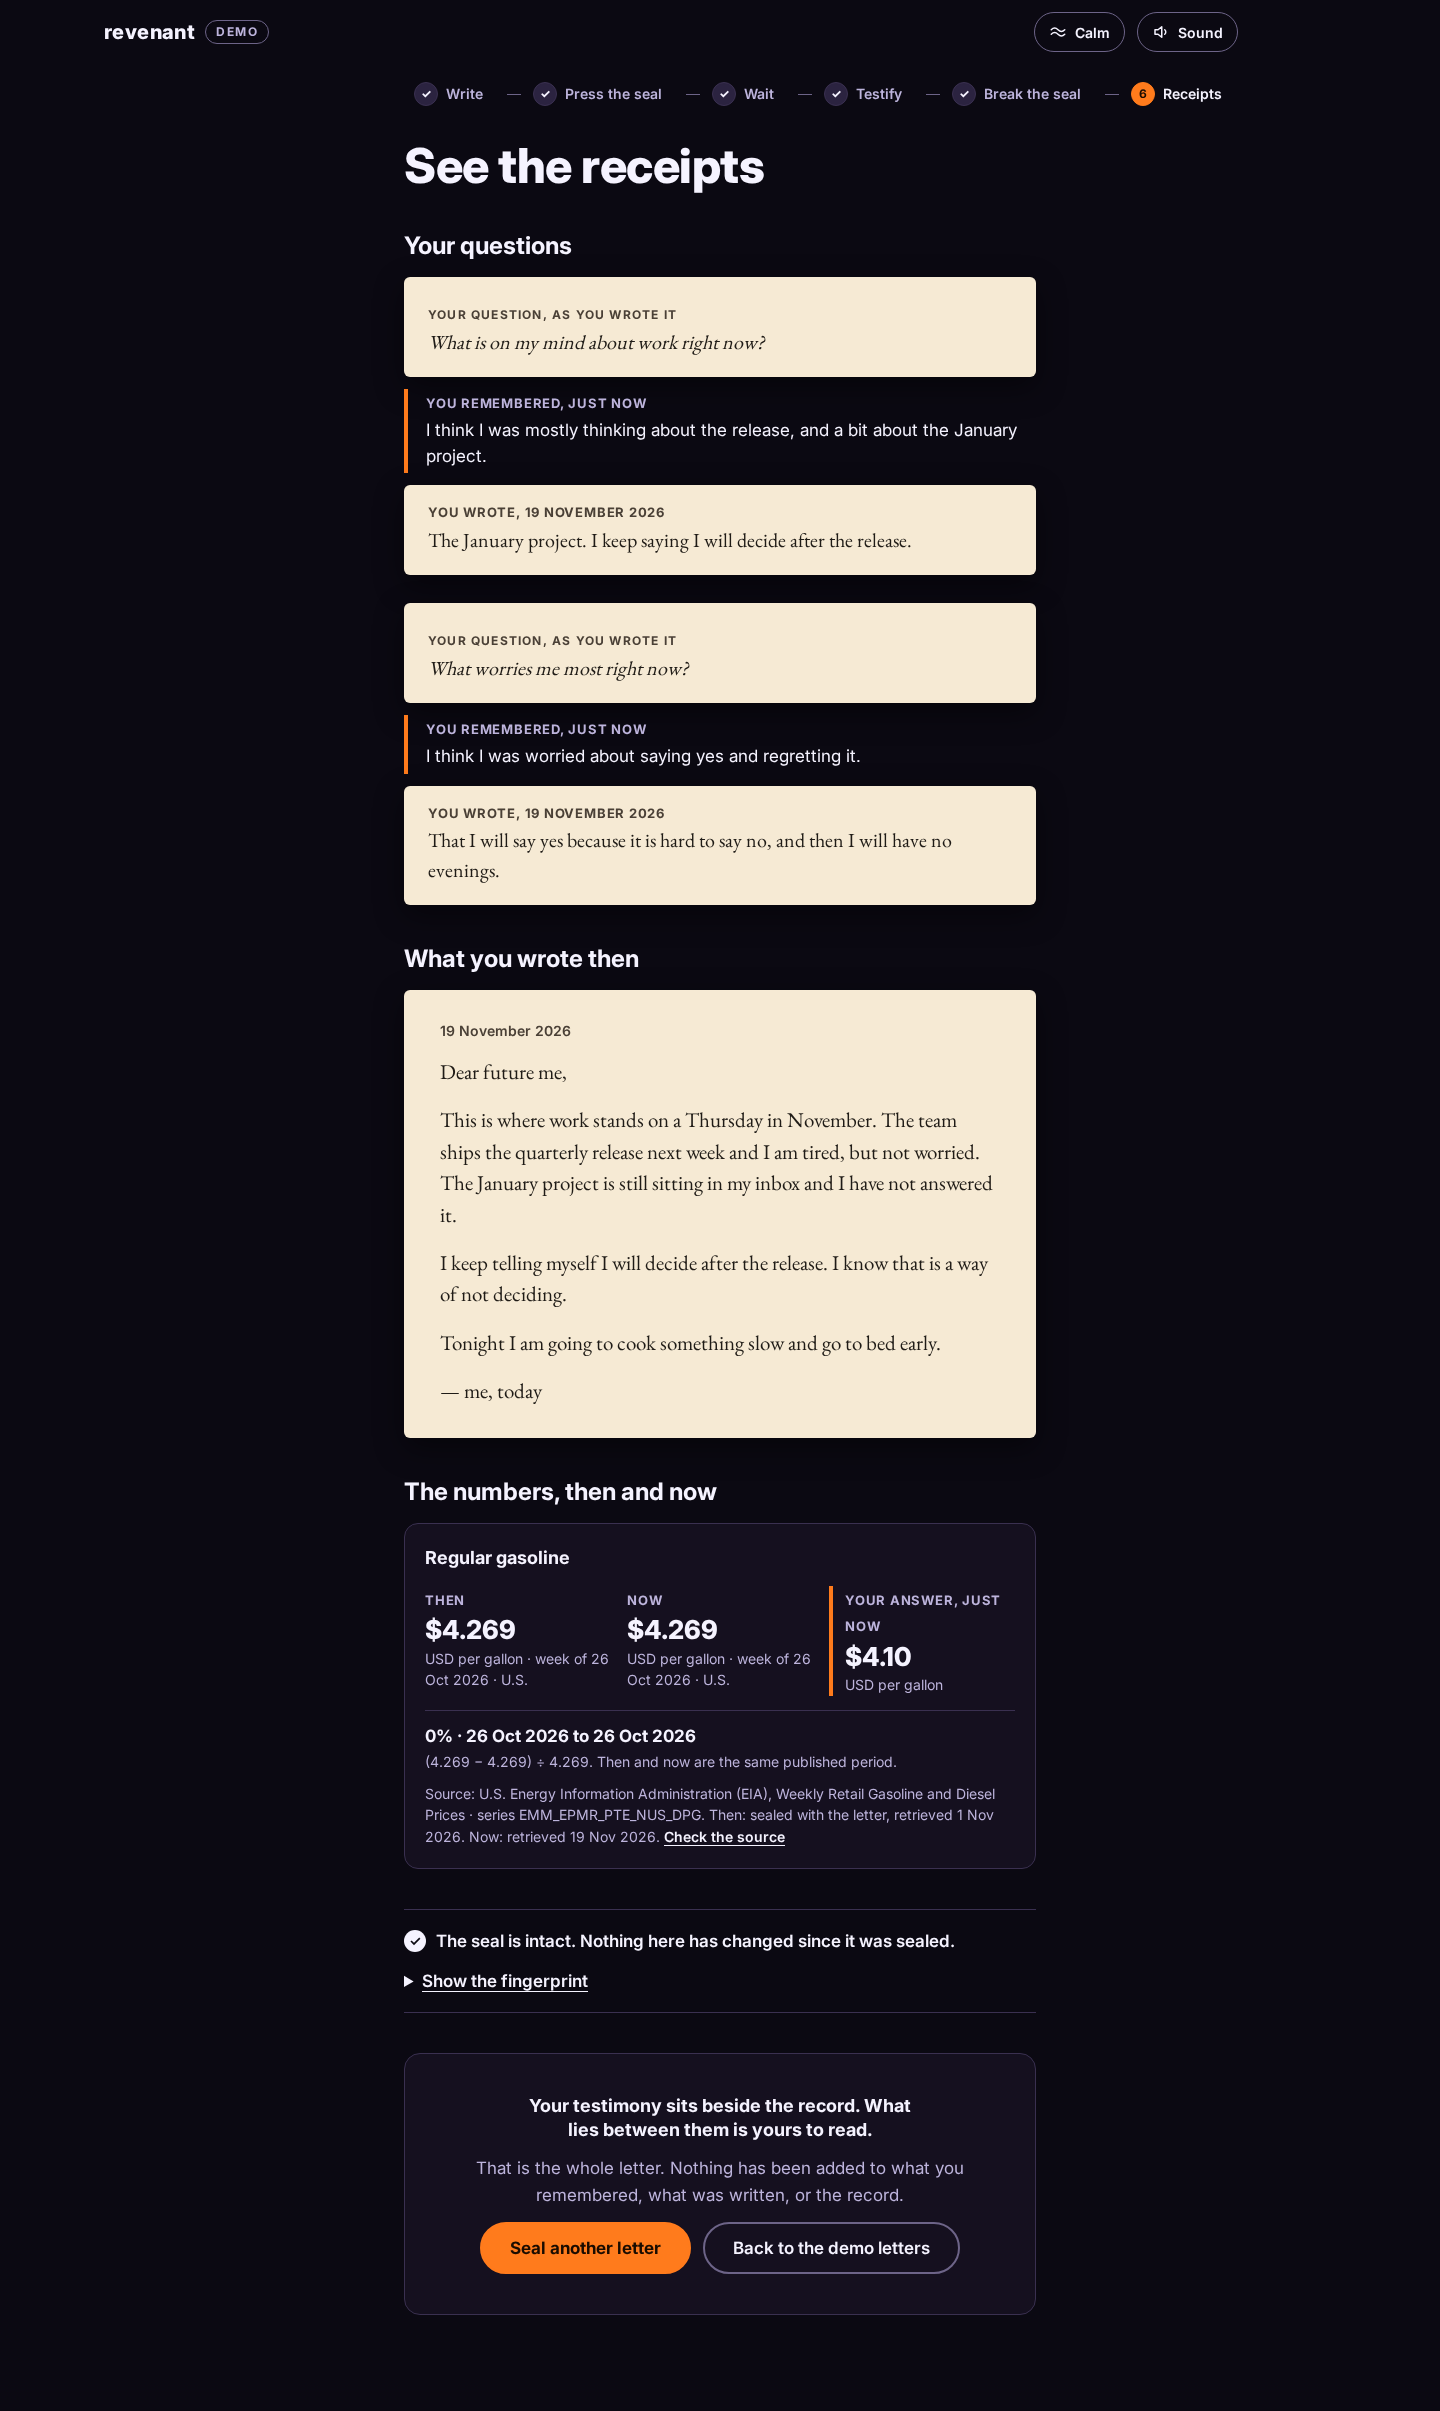 revenant DEMO
Calm
Sound
Write — Press the seal — Wait — Testify — Break the seal — 6 Receipts
See the receipts
Your questions
YOUR QUESTION, AS YOU WROTE IT
What is on my mind about work right now?
YOU REMEMBERED, JUST NOW
I think I was mostly thinking about the release, and a bit about the January
project.
YOU WROTE, 19 NOVEMBER 2026
The January project. I keep saying I will decide after the release.
YOUR QUESTION, AS YOU WROTE IT
What worries me most right now?
YOU REMEMBERED, JUST NOW
I think I was worried about saying yes and regretting it.
YOU WROTE, 19 NOVEMBER 2026
That I will say yes because it is hard to say no, and then I will have no
evenings.
What you wrote then
19 November 2026
Dear future me,
This is where work stands on a Thursday in November. The team
ships the quarterly release next week and I am tired, but not worried.
The January project is still sitting in my inbox and I have not answered
it.
I keep telling myself I will decide after the release. I know that is a way
of not deciding.
Tonight I am going to cook something slow and go to bed early.
— me, today
The numbers, then and now
Regular gasoline
THEN
$4.269
USD per gallon · week of 26
Oct 2026 · U.S.
NOW
$4.269
USD per gallon · week of 26
Oct 2026 · U.S.
YOUR ANSWER, JUST
NOW
$4.10
USD per gallon
0% · 26 Oct 2026 to 26 Oct 2026
(4.269 − 4.269) ÷ 4.269. Then and now are the same published period.
Source: U.S. Energy Information Administration (EIA), Weekly Retail Gasoline and Diesel
Prices · series EMM_EPMR_PTE_NUS_DPG. Then: sealed with the letter, retrieved 1 Nov
2026. Now: retrieved 19 Nov 2026. Check the source
The seal is intact. Nothing here has changed since it was sealed.
Show the fingerprint
Your testimony sits beside the record. What
lies between them is yours to read.
That is the whole letter. Nothing has been added to what you
remembered, what was written, or the record.
Seal another letter
Back to the demo letters